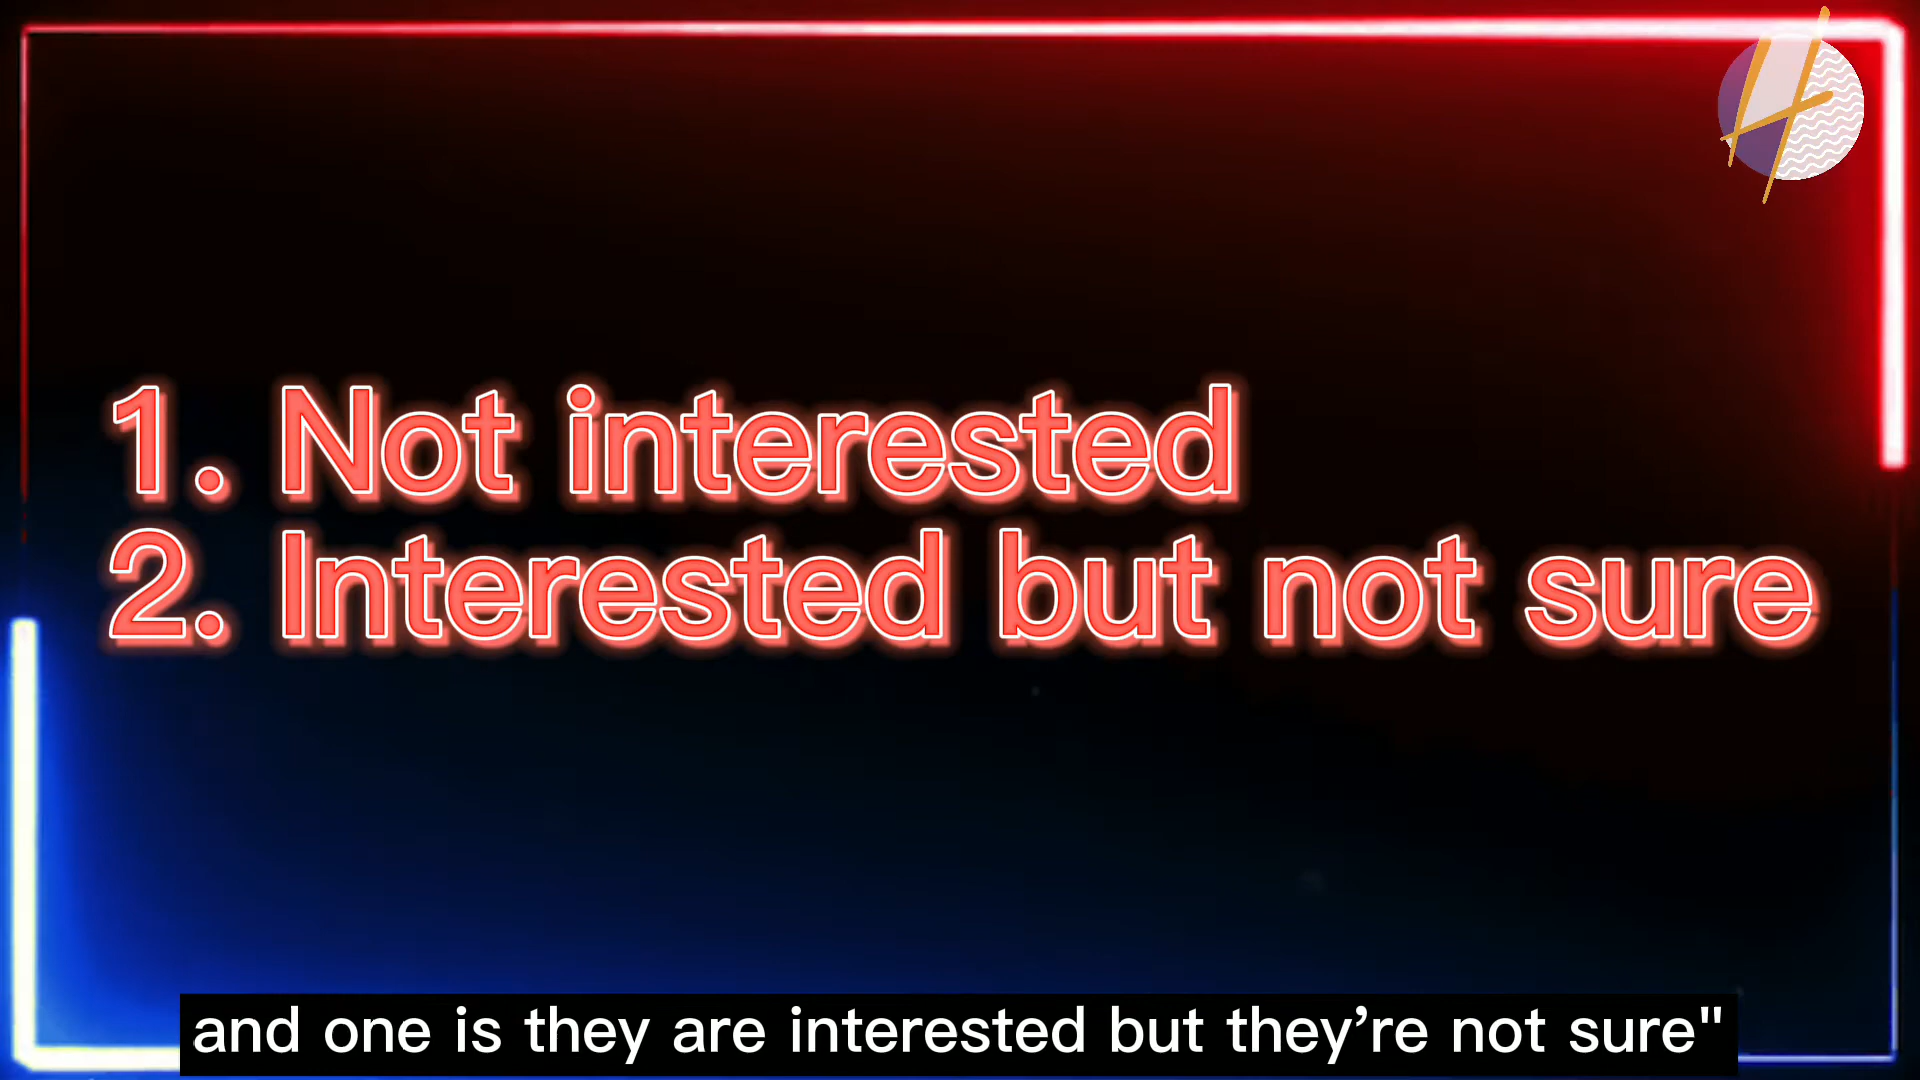 1. Not interested
2. Interested but not sure
and one is they are interested but they’re not sure"